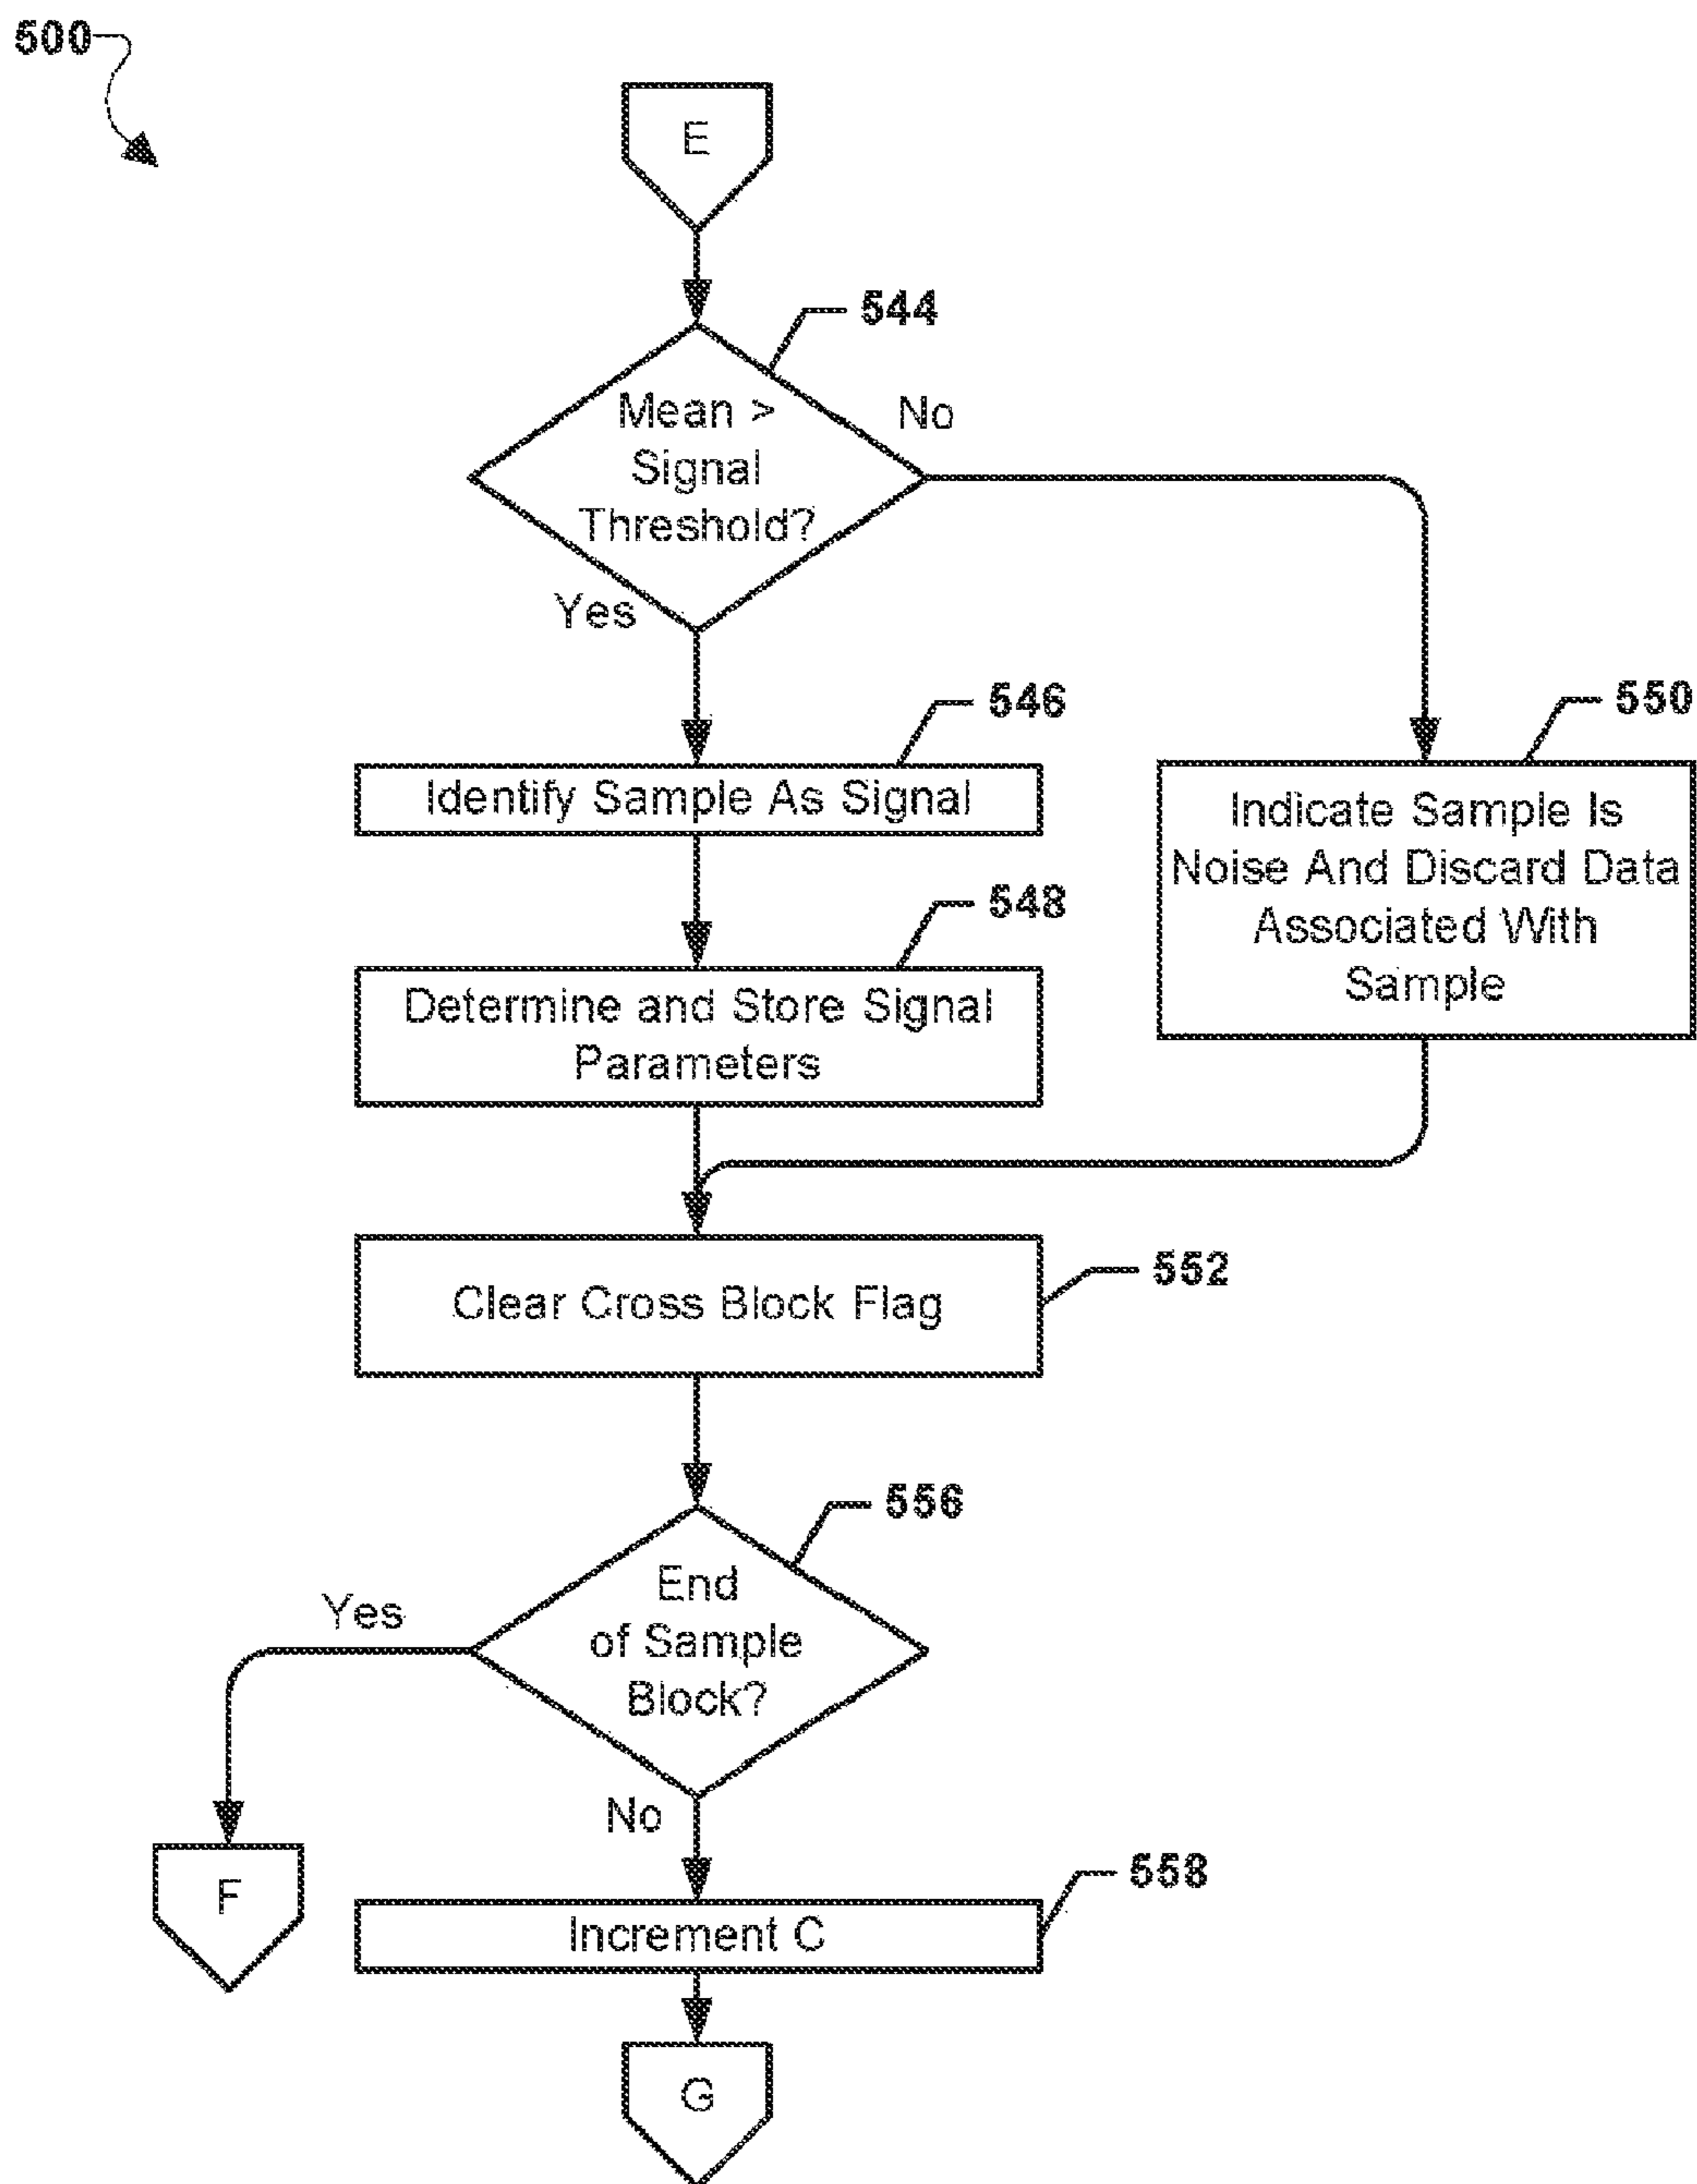 500
E
544
Mean >
Signal
Threshold?
No
Yes
546
Identify Sample As Signal
550
Indicate Sample Is
Noise And Discard Data
Associated With
Sample
548
Determine and Store Signal
Parameters
552
Clear Cross Block Flag
556
End
of Sample
Block?
Yes
No
F
558
Increment C
G